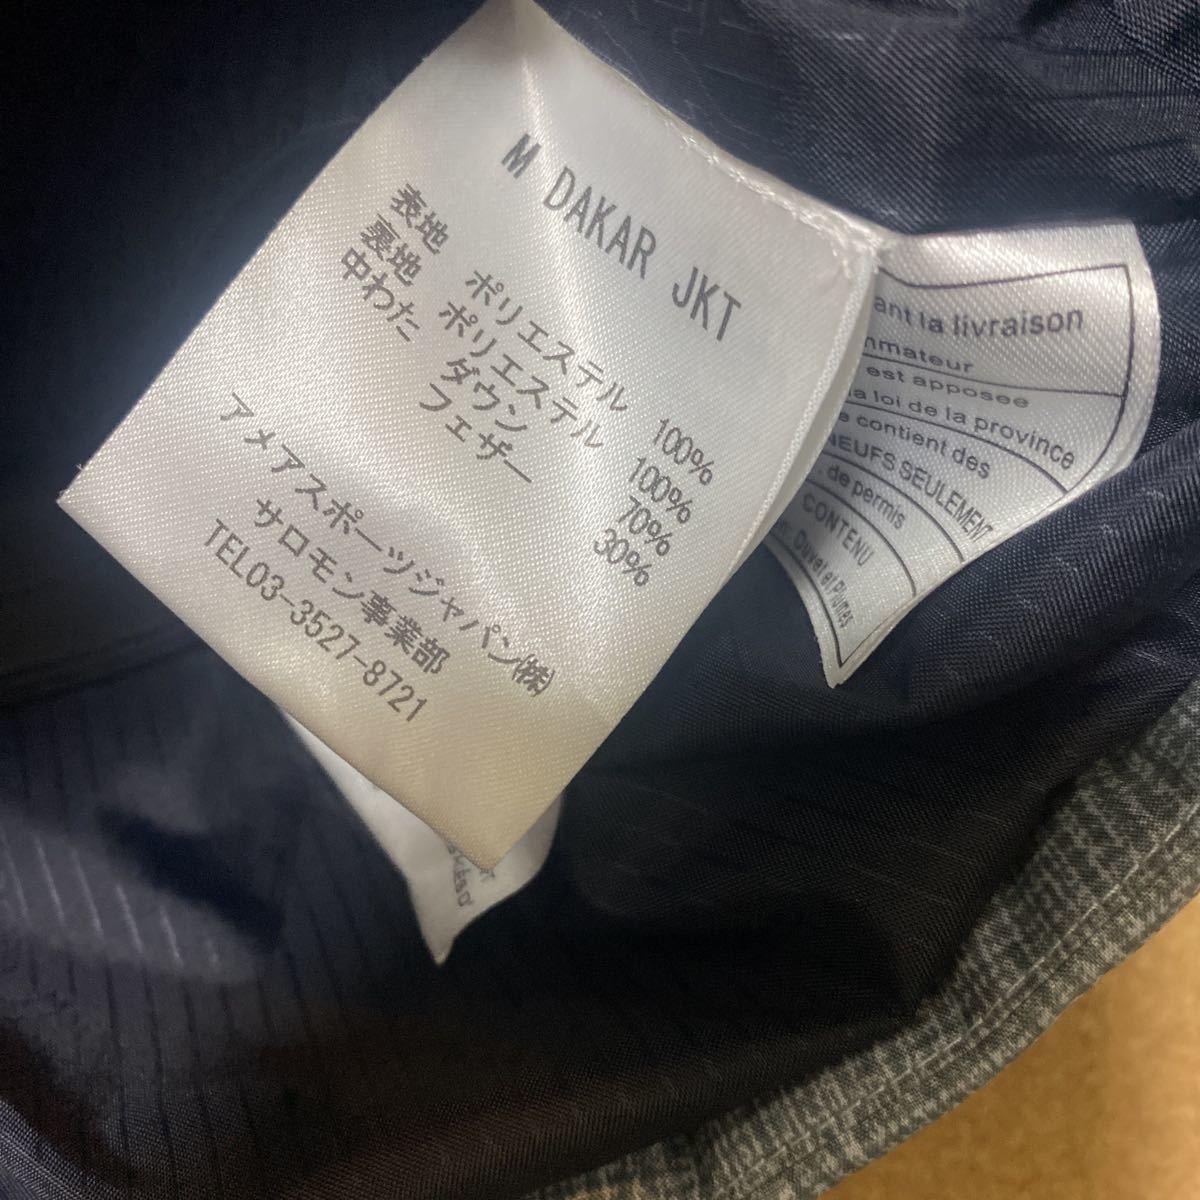 M DAKAR JKT
表地 ポリエステル 100%
裏地 ポリエステル 100%
中わた ダウン 70%
フェザー 30%
アメアスポーツジャパン㈱
サロモン事業部
TEL03-3527-8721
ant la livraison
mmateur
est apposee
la loi de la province
contient des
NEUFS SEULEMENT
de permis
CONTENU
Duvet et Plumes